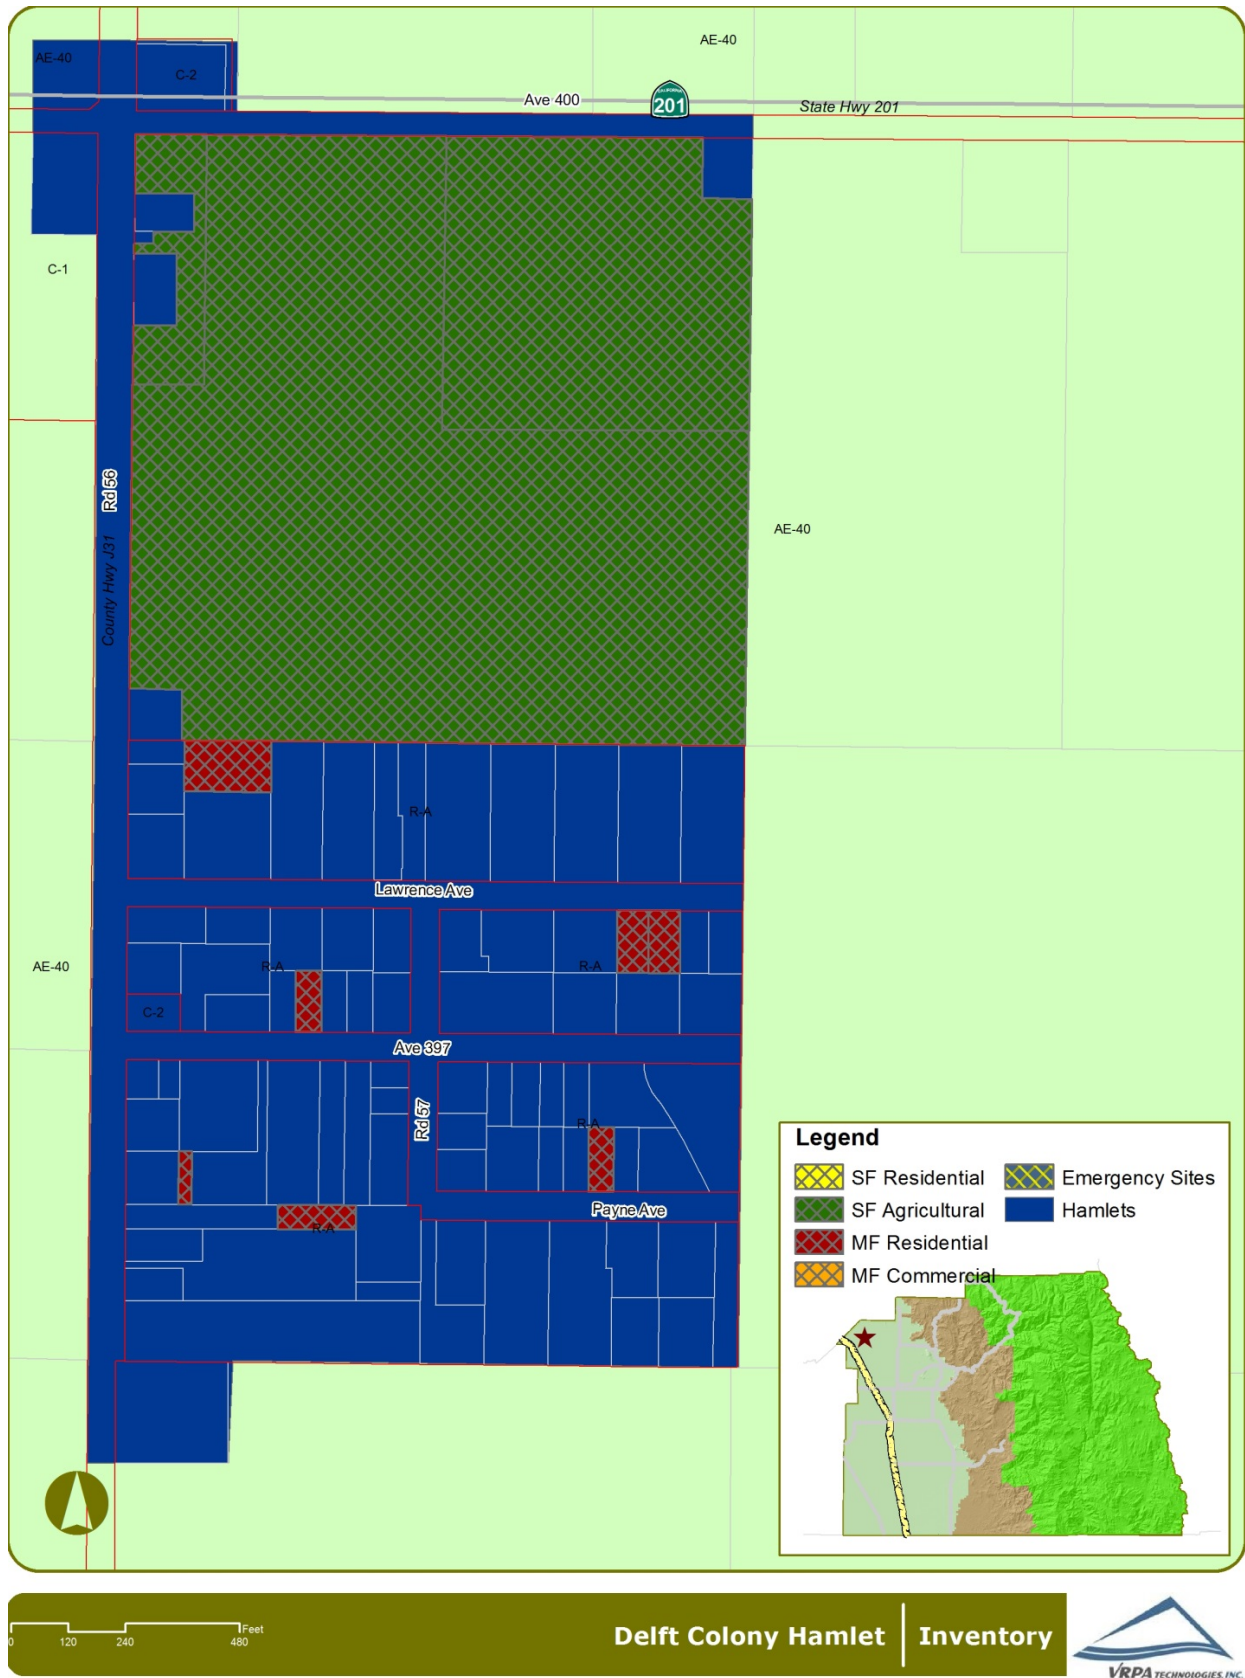 AE-40
AE-40
C-2
Ave 400
CALIFORNIA
201
State Hwy 201
C-1
Rd 56
AE-40
County Hwy J31
R-A
Lawrence Ave
AE-40
R-A
R-A
C-2
Ave 397
Rd 57
R-A
Payne Ave
R-A
Legend
SF Residential
Emergency Sites
SF Agricultural
Hamlets
MF Residential
MF Commercial
Feet
0 120 240 480
Delft Colony Hamlet | Inventory
VRPA TECHNOLOGIES, INC.